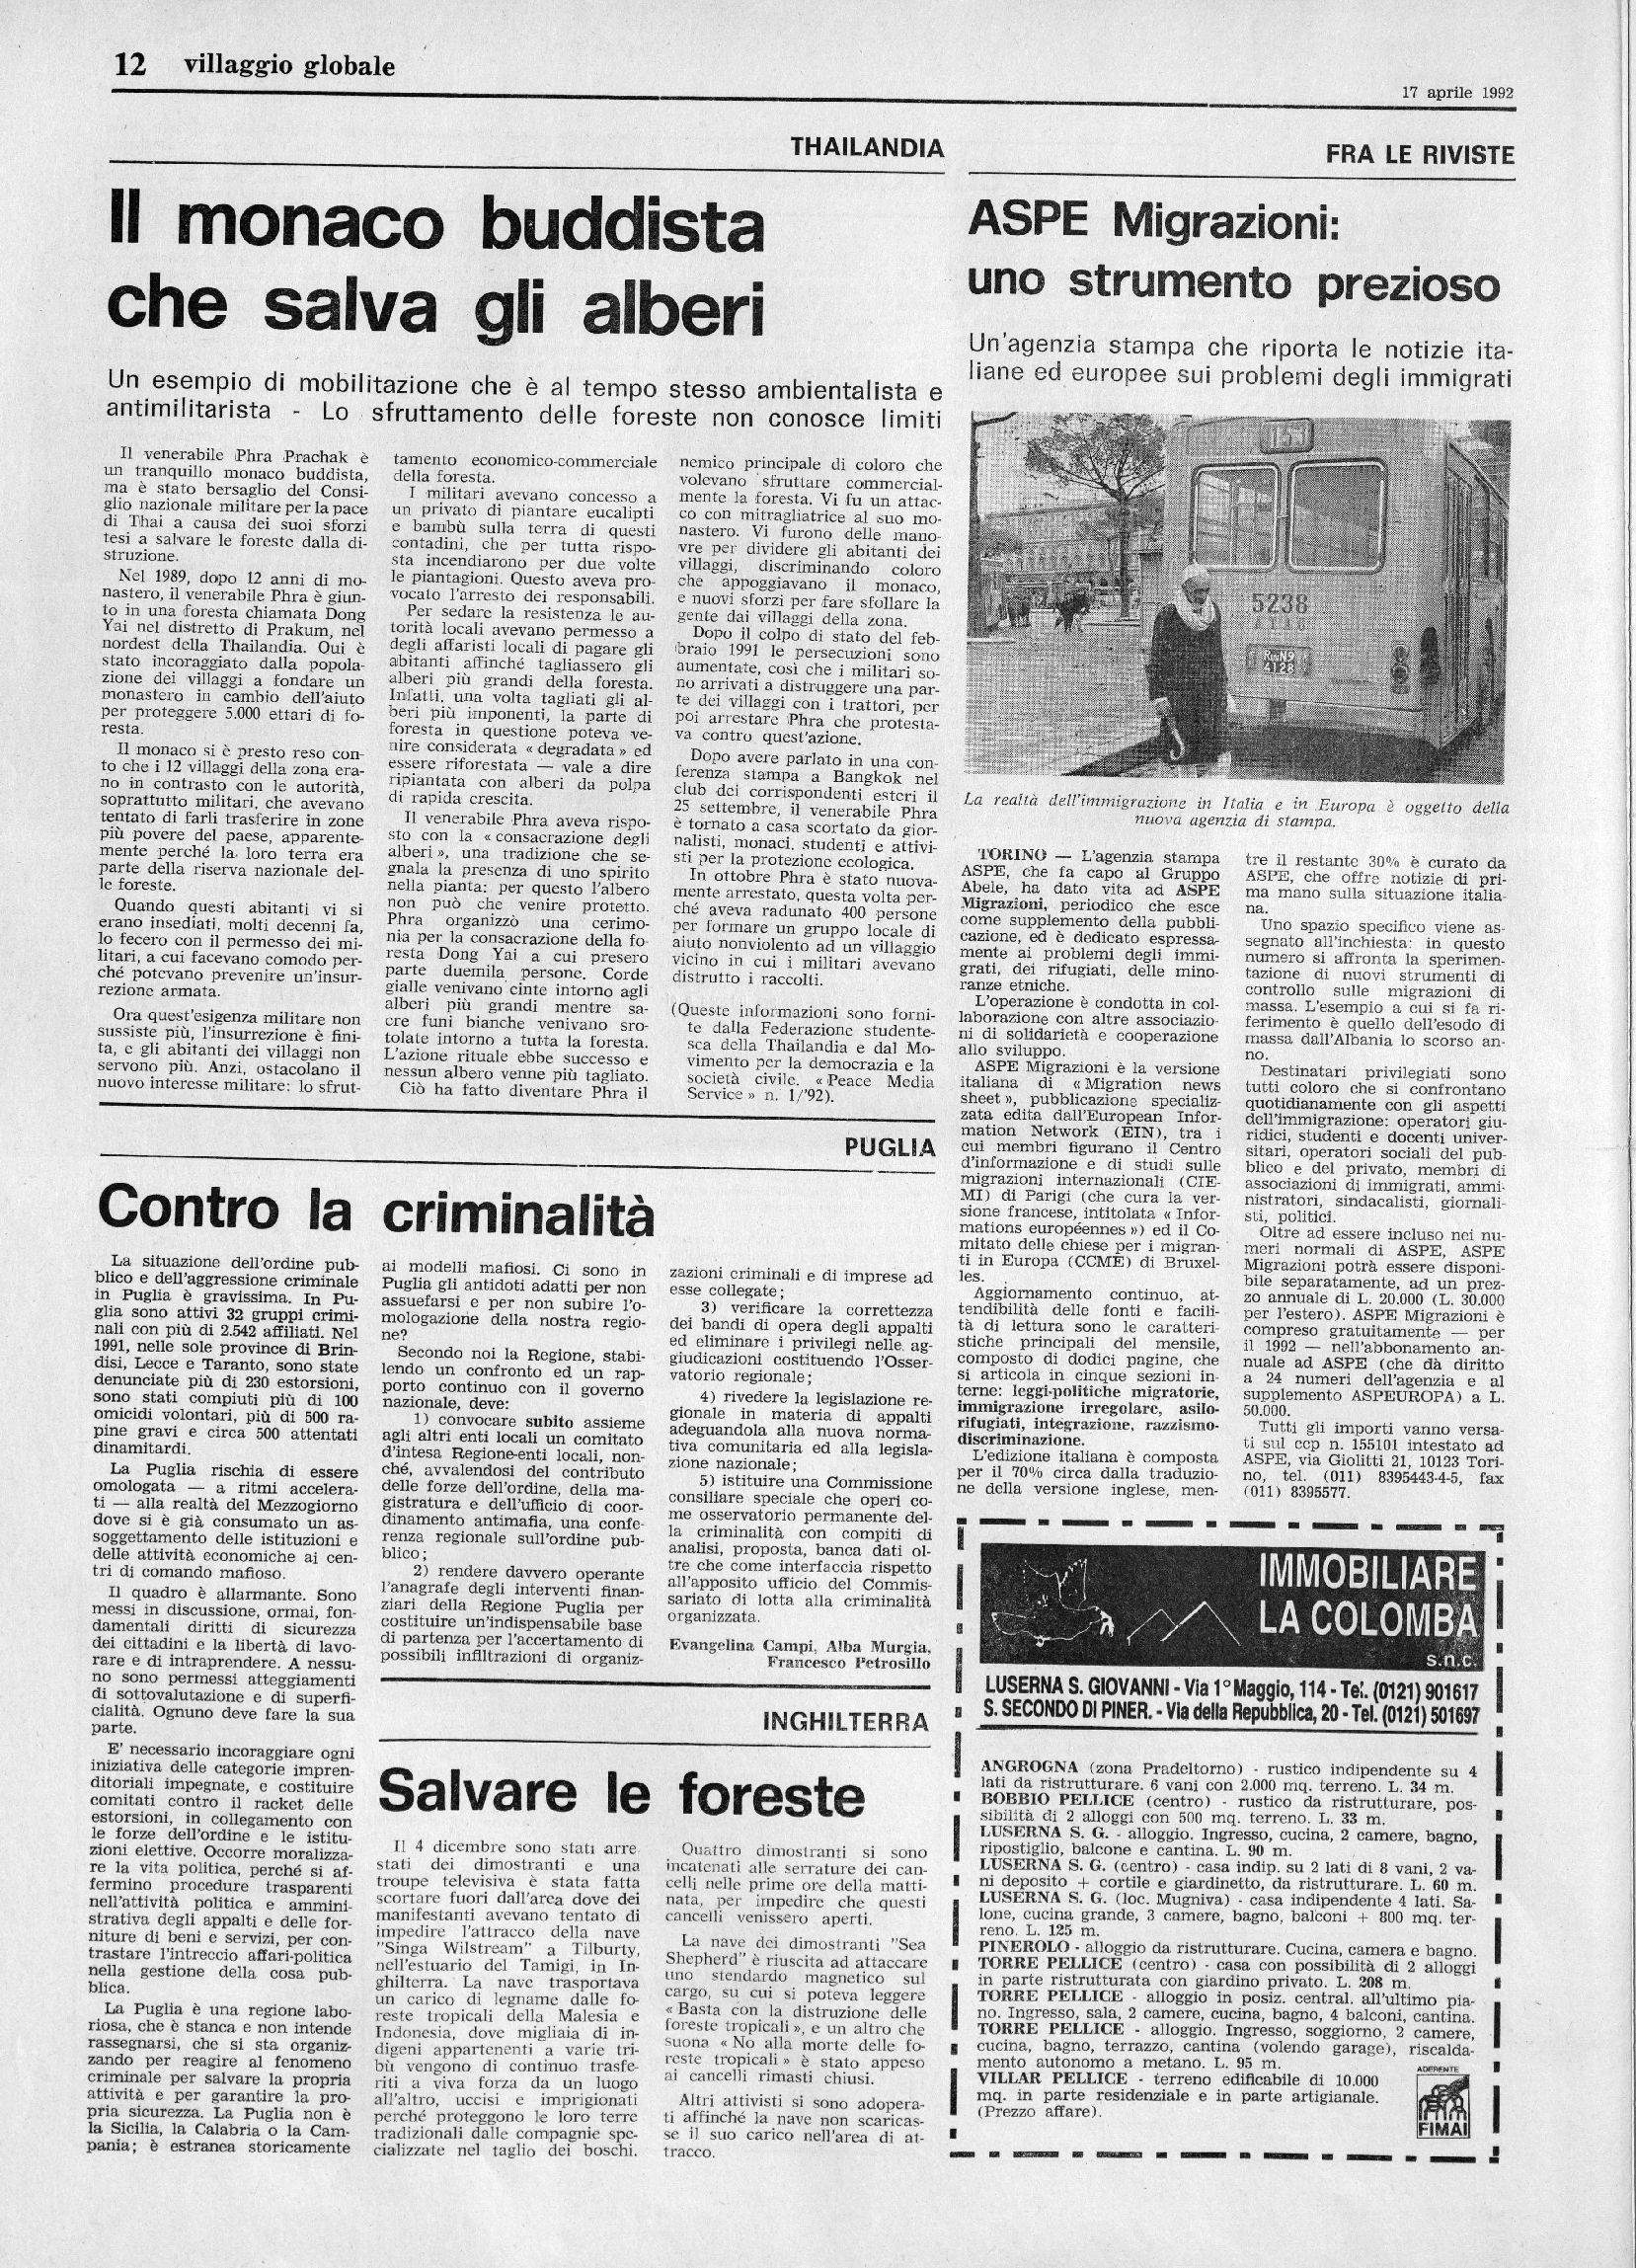 12 villaggio globale
17 aprile 1992
THAILANDIA
Il monaco buddista
che salva gli alberi
Un esempio di mobilitazione che è al tempo stesso ambientalista e
antimilitarista - Lo sfruttamento delle foreste non conosce limiti
Il venerabile Phra Prachak è
un tranquillo monaco buddista,
ma è stato bersaglio del Consi-
glio nazionale militare per la pace
di Thai a causa dei suoi sforzi
tesi a salvare le foreste dalla di-
struzione.
Nel 1989, dopo 12 anni di mo-
nastero, il venerabile Phra è giun-
to in una foresta chiamata Dong
Yai nel distretto di Prakum, nel
nordest della Thailandia. Qui è
stato incoraggiato dalla popola-
zione dei villaggi a fondare un
monastero in cambio dell'aiuto
per proteggere 5.000 ettari di fo-
resta.
Il monaco si è presto reso con-
to che i 12 villaggi della zona era-
no in contrasto con le autorità,
soprattutto militari, che avevano
tentato di farli trasferire in zone
più povere del paese, apparente-
mente perché la loro terra era
parte della riserva nazionale del-
le foreste.
Quando questi abitanti vi si
erano insediati, molti decenni fa,
lo fecero con il permesso dei mi-
litari, a cui facevano comodo per-
ché potevano prevenire un'insur-
rezione armata.
Ora quest'esigenza militare non
sussiste più, l'insurrezione è fini-
ta, e gli abitanti dei villaggi non
servono più. Anzi, ostacolano il
nuovo interesse militare: lo sfrut-
tamento economico-commerciale
della foresta.
I militari avevano concesso a
un privato di piantare eucalipti
e bambù sulla terra di questi
contadini, che per tutta rispo-
sta incendiarono per due volte
le piantagioni. Questo aveva pro-
vocato l'arresto dei responsabili.
Per sedare la resistenza le au-
torità locali avevano permesso a
degli affaristi locali di pagare gli
abitanti affinché tagliassero gli
alberi più grandi della foresta.
Infatti, una volta tagliati gli al-
beri più imponenti, la parte di
foresta in questione poteva ve-
nire considerata « degradata » ed
essere riforestata — vale a dire
ripiantata con alberi da polpa
di rapida crescita.
Il venerabile Phra aveva rispo-
sto con la « consacrazione degli
alberi », una tradizione che se-
gnala la presenza di uno spirito
nella pianta: per questo l'albero
non può che venire protetto.
Phra organizzò una cerimo-
nia per la consacrazione della fo-
resta Dong Yai a cui presero
parte duemila persone. Corde
gialle venivano cinte intorno agli
alberi più grandi mentre sa-
cre funi bianche venivano sro-
tolate intorno a tutta la foresta.
L'azione rituale ebbe successo e
nessun albero venne più tagliato.
Ciò ha fatto diventare Phra il
nemico principale di coloro che
volevano sfruttare commercial-
mente la foresta. Vi fu un attac-
co con mitragliatrice al suo mo-
nastero. Vi furono delle mano-
vre per dividere gli abitanti dei
villaggi, discriminando coloro
che appoggiavano il monaco,
e nuovi sforzi per fare sfollare la
gente dai villaggi della zona.
Dopo il colpo di stato del feb-
braio 1991 le persecuzioni sono
aumentate, così che i militari so-
no arrivati a distruggere una par-
te dei villaggi con i trattori, per
poi arrestare Phra che protesta-
va contro quest'azione.
Dopo avere parlato in una con-
ferenza stampa a Bangkok nel
club dei corrispondenti esteri il
25 settembre, il venerabile Phra
è tornato a casa scortato da gior-
nalisti, monaci, studenti e attivi-
sti per la protezione ecologica.
In ottobre Phra è stato nuova-
mente arrestato, questa volta per-
ché aveva radunato 400 persone
per formare un gruppo locale di
aiuto nonviolento ad un villaggio
vicino in cui i militari avevano
distrutto i raccolti.
(Queste informazioni sono forni-
te dalla Federazione studente-
sca della Thailandia e dal Mo-
vimento per la democrazia e la
società civile. « Peace Media
Service » n. 1/'92).
PUGLIA
Contro la criminalità
La situazione dell'ordine pub-
blico e dell'aggressione criminale
in Puglia è gravissima. In Pu-
glia sono attivi 32 gruppi crimi-
nali con più di 2.542 affiliati. Nel
1991, nelle sole province di Brin-
disi, Lecce e Taranto, sono state
denunciate più di 230 estorsioni,
sono stati compiuti più di 100
omicidi volontari, più di 500 ra-
pine gravi e circa 500 attentati
dinamitardi.
La Puglia rischia di essere
omologata — a ritmi accelera-
ti — alla realtà del Mezzogiorno
dove si è già consumato un as-
soggettamento delle istituzioni e
delle attività economiche ai cen-
tri di comando mafioso.
Il quadro è allarmante. Sono
messi in discussione, ormai, fon-
damentali diritti di sicurezza
dei cittadini e la libertà di lavo-
rare e di intraprendere. A nessu-
no sono permessi atteggiamenti
di sottovalutazione e di superfi-
cialità. Ognuno deve fare la sua
parte.
E' necessario incoraggiare ogni
iniziativa delle categorie impren-
ditoriali impegnate, e costituire
comitati contro il racket delle
estorsioni, in collegamento con
le forze dell'ordine e le istitu-
zioni elettive. Occorre moralizza-
re la vita politica, perché si af-
fermino procedure trasparenti
nell'attività politica e ammini-
strativa degli appalti e delle for-
niture di beni e servizi, per con-
trastare l'intreccio affari-politica
nella gestione della cosa pub-
blica.
La Puglia è una regione labo-
riosa, che è stanca e non intende
rassegnarsi, che si sta organiz-
zando per reagire al fenomeno
criminale per salvare la propria
attività e per garantire la pro-
pria sicurezza. La Puglia non è
la Sicilia, la Calabria o la Cam-
pania; è estranea storicamente
ai modelli mafiosi. Ci sono in
Puglia gli antidoti adatti per non
assuefarsi e per non subire l'o-
mologazione della nostra regio-
ne?
Secondo noi la Regione, stabi-
lendo un confronto ed un rap-
porto continuo con il governo
nazionale, deve:
1) convocare subito assieme
agli altri enti locali un comitato
d'intesa Regione-enti locali, non-
ché, avvalendosi del contributo
delle forze dell'ordine, della ma-
gistratura e dell'ufficio di coor-
dinamento antimafia, una confe-
renza regionale sull'ordine pub-
blico;
2) rendere davvero operante
l'anagrafe degli interventi finan-
ziari della Regione Puglia per
costituire un'indispensabile base
di partenza per l'accertamento di
possibili infiltrazioni di organiz-
zazioni criminali e di imprese ad
esse collegate;
3) verificare la correttezza
dei bandi di opera degli appalti
ed eliminare i privilegi nelle ag-
giudicazioni costituendo l'Osser-
vatorio regionale;
4) rivedere la legislazione re-
gionale in materia di appalti
adeguandola alla nuova norma-
tiva comunitaria ed alla legisla-
zione nazionale;
5) istituire una Commissione
consiliare speciale che operi co-
me osservatorio permanente del-
la criminalità con compiti di
analisi, proposta, banca dati ol-
tre che come interfaccia rispetto
all'apposito ufficio del Commis-
sariato di lotta alla criminalità
organizzata.
Evangelina Campi, Alba Murgia,
Francesco Petrosillo
INGHILTERRA
Salvare le foreste
Il 4 dicembre sono stati arre
stati dei dimostranti e una
troupe televisiva è stata fatta
scortare fuori dall'area dove dei
manifestanti avevano tentato di
impedire l'attracco della nave
"Singa Wilstream" a Tilburty,
nell'estuario del Tamigi, in In-
ghilterra. La nave trasportava
un carico di legname dalle fo-
reste tropicali della Malesia e
Indonesia, dove migliaia di in-
digeni appartenenti a varie tri-
bù vengono di continuo trasfe-
riti a viva forza da un luogo
all'altro, uccisi e imprigionati
perché proteggono le loro terre
tradizionali dalle compagnie spe-
cializzate nel taglio dei boschi.
Quattro dimostranti si sono
incatenati alle serrature dei can-
celli nelle prime ore della matti-
nata, per impedire che questi
cancelli venissero aperti.
La nave dei dimostranti "Sea
Shepherd" è riuscita ad attaccare
uno stendardo magnetico sul
cargo, su cui si poteva leggere
« Basta con la distruzione delle
foreste tropicali », e un altro che
suona « No alla morte delle fo-
reste tropicali » è stato appeso
ai cancelli rimasti chiusi.
Altri attivisti si sono adopera-
ti affinché la nave non scaricas-
se il suo carico nell'area di at-
tracco.
FRA LE RIVISTE
ASPE Migrazioni:
uno strumento prezioso
Un'agenzia stampa che riporta le notizie ita-
liane ed europee sui problemi degli immigrati
5238
ATAC
La realtà dell'immigrazione in Italia e in Europa è oggetto della
nuova agenzia di stampa.
TORINO — L'agenzia stampa
ASPE, che fa capo al Gruppo
Abele, ha dato vita ad ASPE
Migrazioni, periodico che esce
come supplemento della pubbli-
cazione, ed è dedicato espressa-
mente ai problemi degli immi-
grati, dei rifugiati, delle mino-
ranze etniche.
L'operazione è condotta in col-
laborazione con altre associazio-
ni di solidarietà e cooperazione
allo sviluppo.
ASPE Migrazioni è la versione
italiana di « Migration news
sheet », pubblicazione specializ-
zata edita dall'European Infor-
mation Network (EIN), tra i
cui membri figurano il Centro
d'informazione e di studi sulle
migrazioni internazionali (CIE-
MI) di Parigi (che cura la ver-
sione francese, intitolata « Infor-
mations européennes ») ed il Co-
mitato delle chiese per i migran-
ti in Europa (CCME) di Bruxel-
les.
Aggiornamento continuo, at-
tendibilità delle fonti e facili-
tà di lettura sono le caratteri-
stiche principali del mensile,
composto di dodici pagine, che
si articola in cinque sezioni in-
terne: leggi-politiche migratorie,
immigrazione irregolare, asilo-
rifugiati, integrazione, razzismo-
discriminazione.
L'edizione italiana è composta
per il 70% circa dalla traduzio-
ne della versione inglese, men-
tre il restante 30% è curato da
ASPE, che offre notizie di pri-
ma mano sulla situazione italia-
na.
Uno spazio specifico viene as-
segnato all'inchiesta: in questo
numero si affronta la sperimen-
tazione di nuovi strumenti di
controllo sulle migrazioni di
massa. L'esempio a cui si fa ri-
ferimento è quello dell'esodo di
massa dall'Albania lo scorso an-
no.
Destinatari privilegiati sono
tutti coloro che si confrontano
quotidianamente con gli aspetti
dell'immigrazione: operatori giu-
ridici, studenti e docenti univer-
sitari, operatori sociali del pub-
blico e del privato, membri di
associazioni di immigrati, ammi-
nistratori, sindacalisti, giornali-
sti, politici.
Oltre ad essere incluso nei nu-
meri normali di ASPE, ASPE
Migrazioni potrà essere disponi-
bile separatamente, ad un prez-
zo annuale di L. 20.000 (L. 30.000
per l'estero). ASPE Migrazioni è
compreso gratuitamente — per
il 1992 — nell'abbonamento an-
nuale ad ASPE (che dà diritto
a 24 numeri dell'agenzia e al
supplemento ASPEUROPA) a L.
50.000.
Tutti gli importi vanno versa-
ti sul ccp n. 155101 intestato ad
ASPE, via Giolitti 21, 10123 Tori-
no, tel. (011) 8395443-4-5, fax
(011) 8395577.
IMMOBILIARE
LA COLOMBA
s.n.c.
LUSERNA S. GIOVANNI - Via 1° Maggio, 114 - Tel. (0121) 901617
S. SECONDO DI PINER. - Via della Repubblica, 20 - Tel. (0121) 501697
ANGROGNA (zona Pradeltorno) - rustico indipendente su 4
lati da ristrutturare. 6 vani con 2.000 mq. terreno. L. 34 m.
BOBBIO PELLICE (centro) - rustico da ristrutturare, pos-
sibilità di 2 alloggi con 500 mq. terreno. L. 33 m.
LUSERNA S. G. - alloggio. Ingresso, cucina, 2 camere, bagno,
ripostiglio, balcone e cantina. L. 90 m.
LUSERNA S. G. (centro) - casa indip. su 2 lati di 8 vani, 2 va-
ni deposito + cortile e giardinetto, da ristrutturare. L. 60 m.
LUSERNA S. G. (loc. Mugniva) - casa indipendente 4 lati. Sa-
lone, cucina grande, 3 camere, bagno, balconi + 800 mq. ter-
reno. L. 125 m.
PINEROLO - alloggio da ristrutturare. Cucina, camera e bagno.
TORRE PELLICE (centro) - casa con possibilità di 2 alloggi
in parte ristrutturata con giardino privato. L. 208 m.
TORRE PELLICE - alloggio in posiz. central. all'ultimo pia-
no. Ingresso, sala, 2 camere, cucina, bagno, 4 balconi, cantina.
TORRE PELLICE - alloggio. Ingresso, soggiorno, 2 camere,
cucina, bagno, terrazzo, cantina (volendo garage), riscalda-
mento autonomo a metano. L. 95 m.
VILLAR PELLICE - terreno edificabile di 10.000
mq. in parte residenziale e in parte artigianale.
(Prezzo affare).
ADERENTE
FIMAI